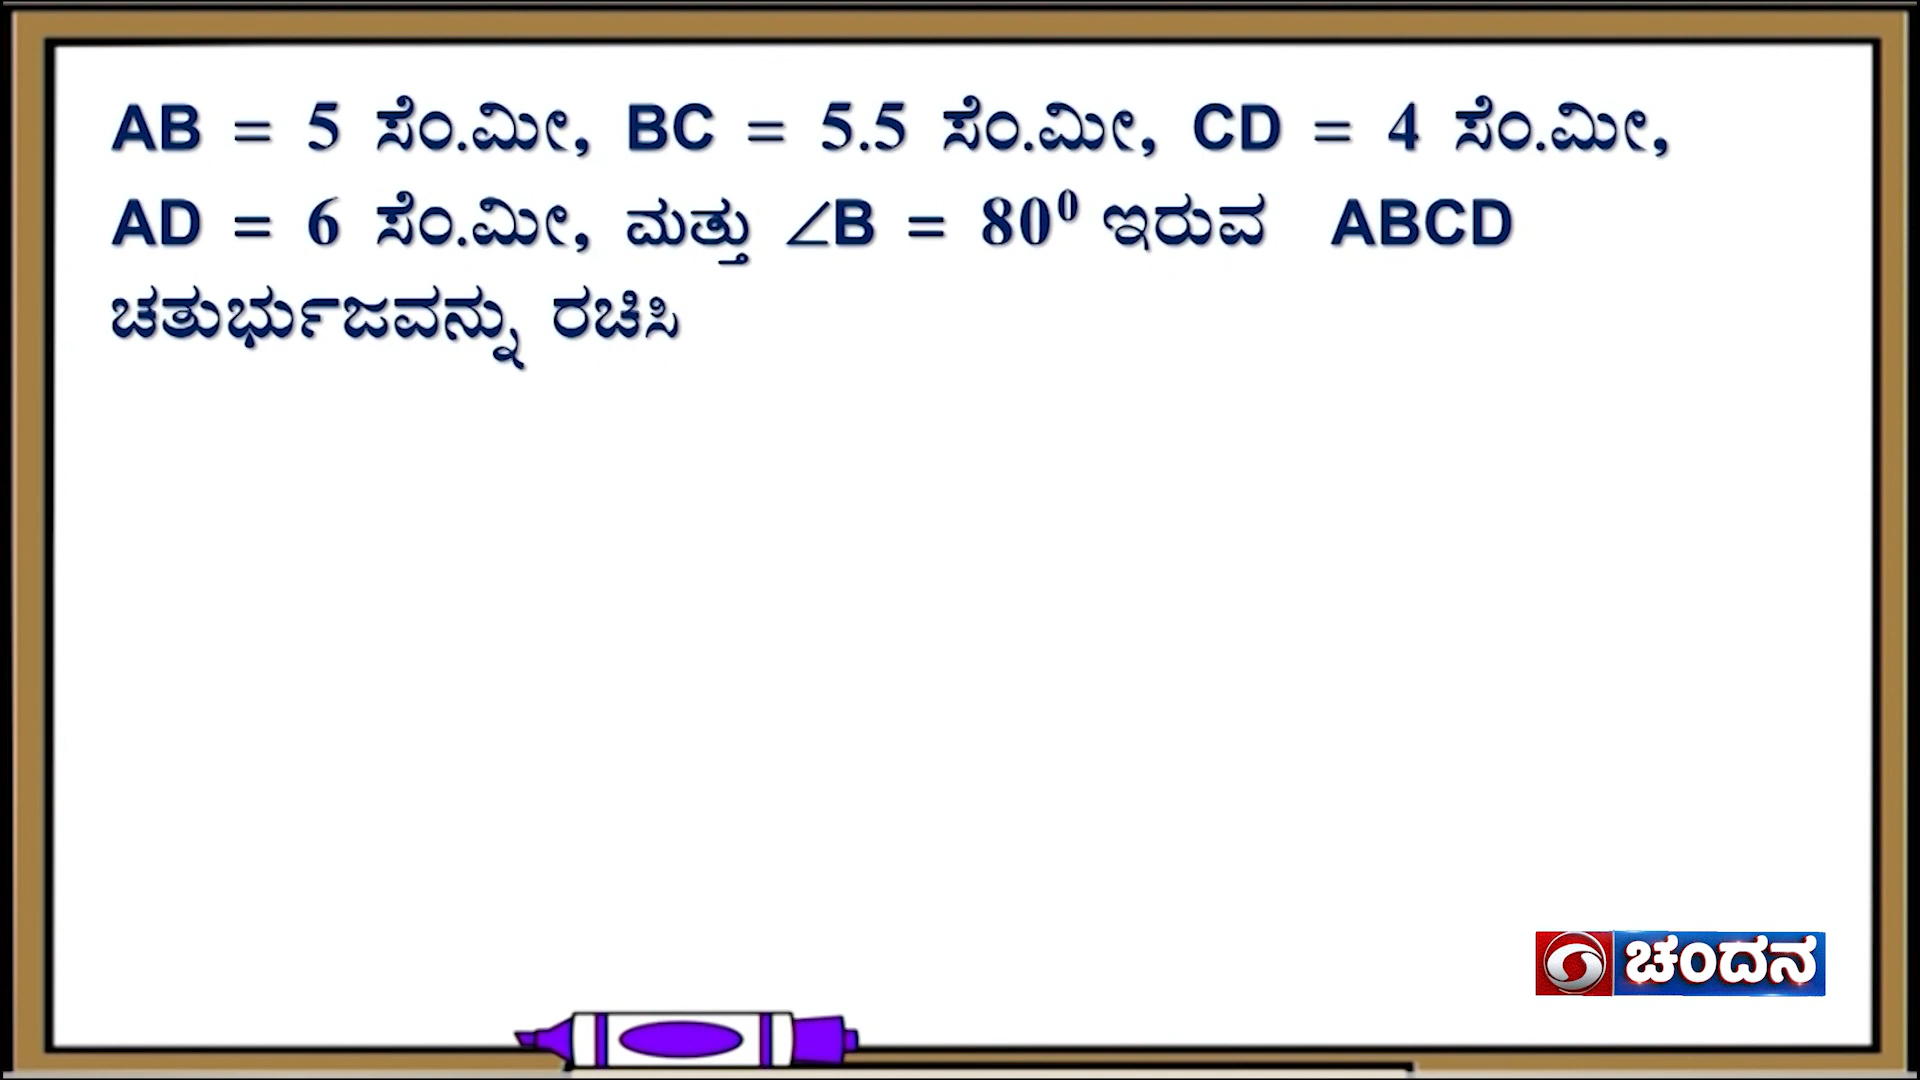 AB = 5 ಸೆಂ.ಮೀ, BC = 5.5 ಸೆಂ.ಮೀ, CD = 4 ಸೆಂ.ಮೀ,
AD = 6 ಸೆಂ.ಮೀ, ಮತ್ತು ∠B = 80⁰ ಇರುವ ABCD
ಚತುರ್ಭುಜವನ್ನು ರಚಿಸಿ
ಚಂದನ